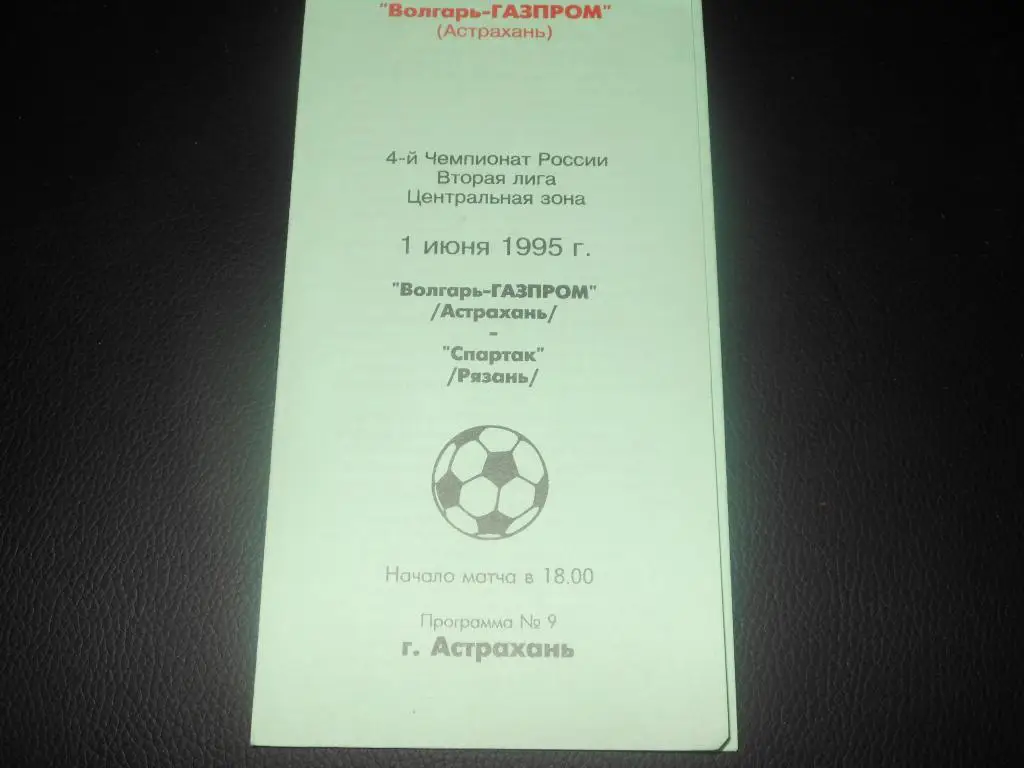 "Волгарь-ГАЗПРОМ"
(Астрахань)
4-й Чемпионат России
Вторая лига
Центральная зона
1 июня 1995 г.
"Волгарь-ГАЗПРОМ"
/Астрахань/
-
"Спартак"
/Рязань/
Начало матча в 18.00
Программа № 9
г. Астрахань